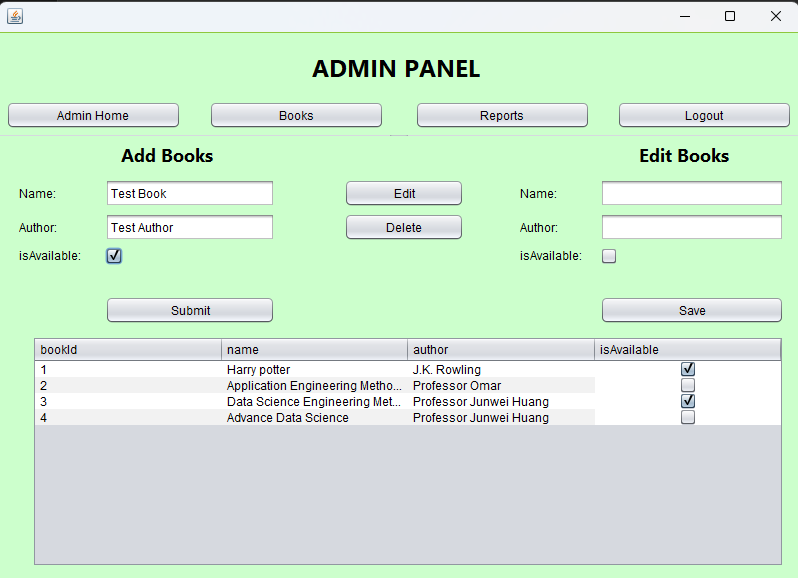 ADMIN PANEL
Admin Home Books Reports Logout
Add Books Edit Books
Name: Test Book Edit Name:
Author: Test Author Delete Author:
isAvailable: isAvailable:
Submit Save
bookId name author isAvailable
1 Harry potter J.K. Rowling
2 Application Engineering Metho... Professor Omar
3 Data Science Engineering Met... Professor Junwei Huang
4 Advance Data Science Professor Junwei Huang